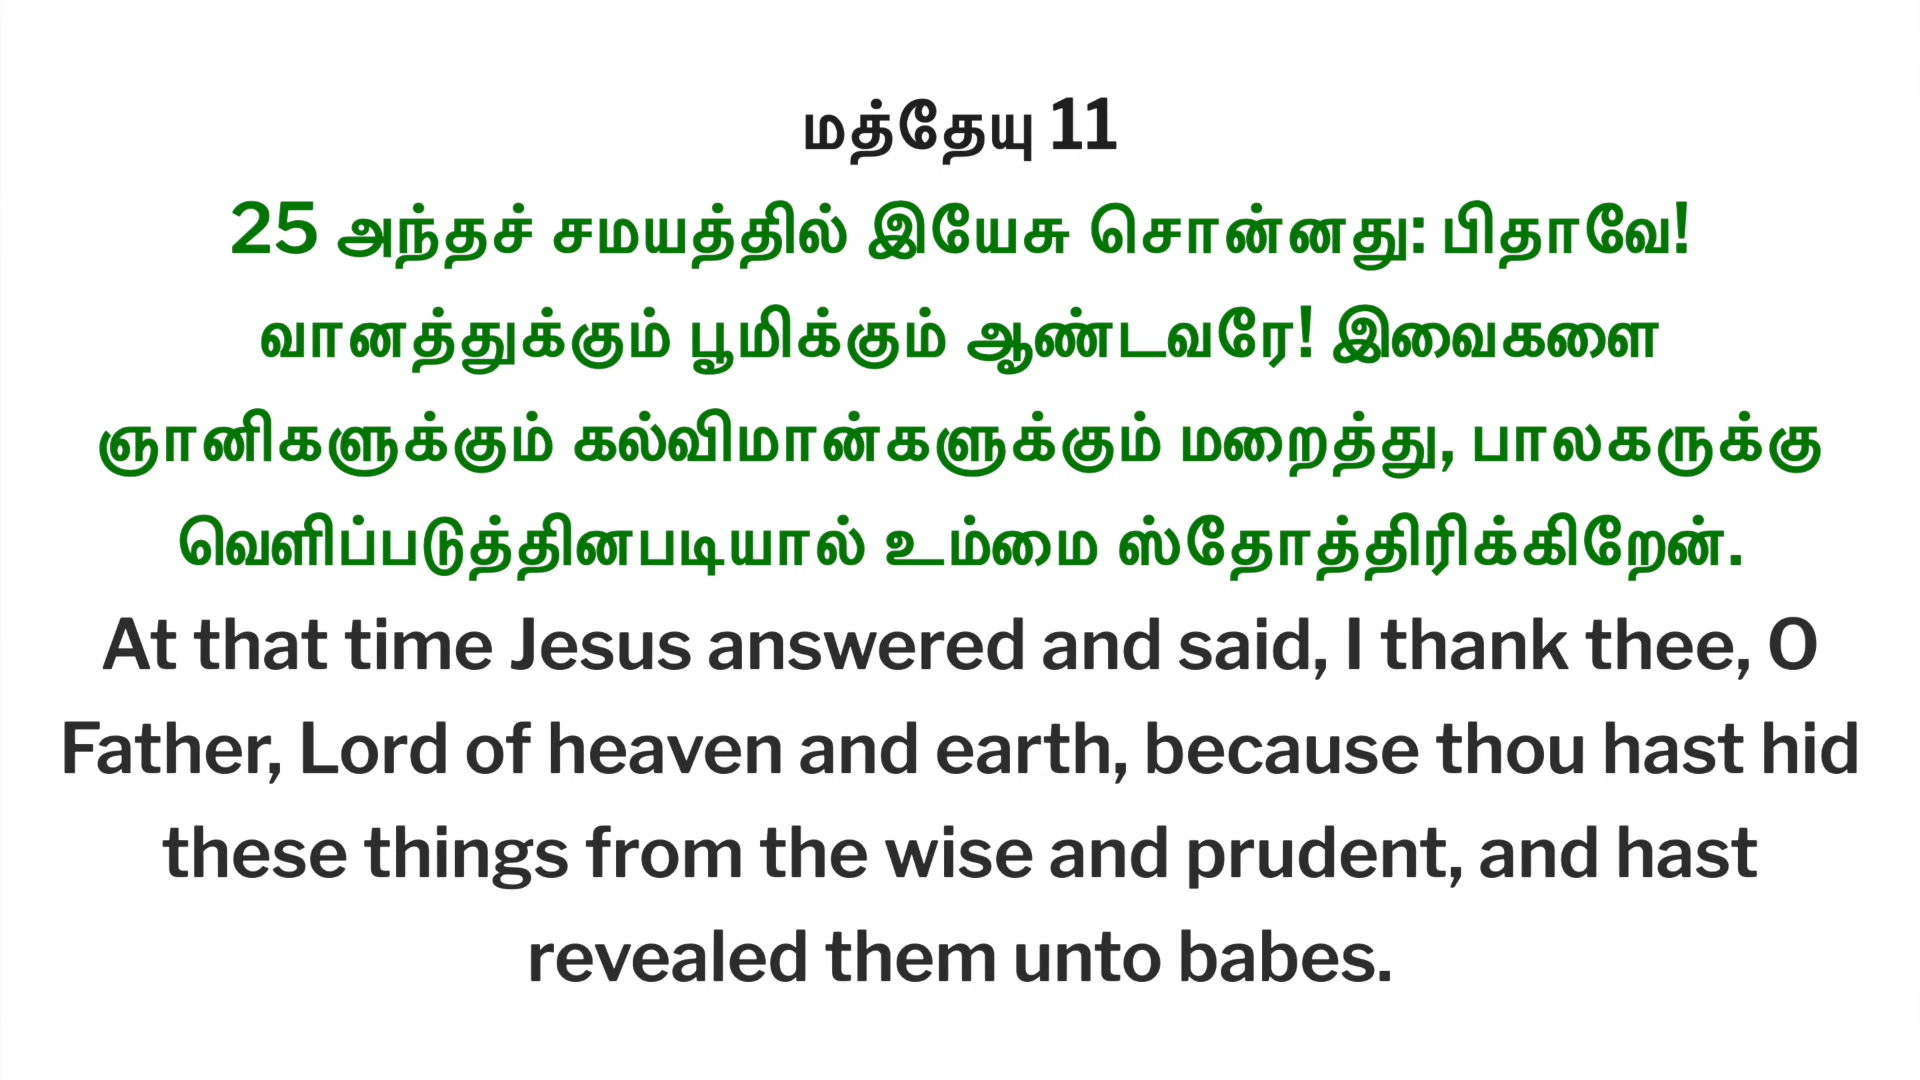 மத்தேயு 11
25 அந்தச் சமயத்தில் இயேசு சொன்னது: பிதாவே!
வானத்துக்கும் பூமிக்கும் ஆண்டவரே! இவைகளை
ஞானிகளுக்கும் கல்விமான்களுக்கும் மறைத்து, பாலகருக்கு
வெளிப்படுத்தினபடியால் உம்மை ஸ்தோத்திரிக்கிறேன்.
At that time Jesus answered and said, I thank thee, O
Father, Lord of heaven and earth, because thou hast hid
these things from the wise and prudent, and hast
revealed them unto babes.